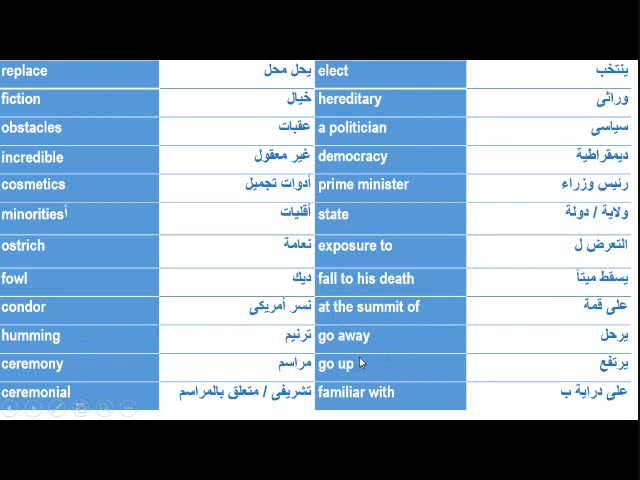 replace يحل محل elect ينتخب
fiction خيال hereditary وراثى
obstacles عقبات a politician سياسى
incredible غير معقول democracy ديمقراطية
cosmetics أدوات تجميل prime minister رئيس وزراء
minoritiesأ أقليات state ولاية / دولة
ostrich نعامة exposure to التعرض ل
fowl ديك fall to his death يسقط ميتأ
condor نسر أمريكى at the summit of على قمة
humming ترنيم go away يرحل
ceremony مراسم go up يرتفع
ceremonial تشريفى / متعلق بالمراسم familiar with على دراية ب